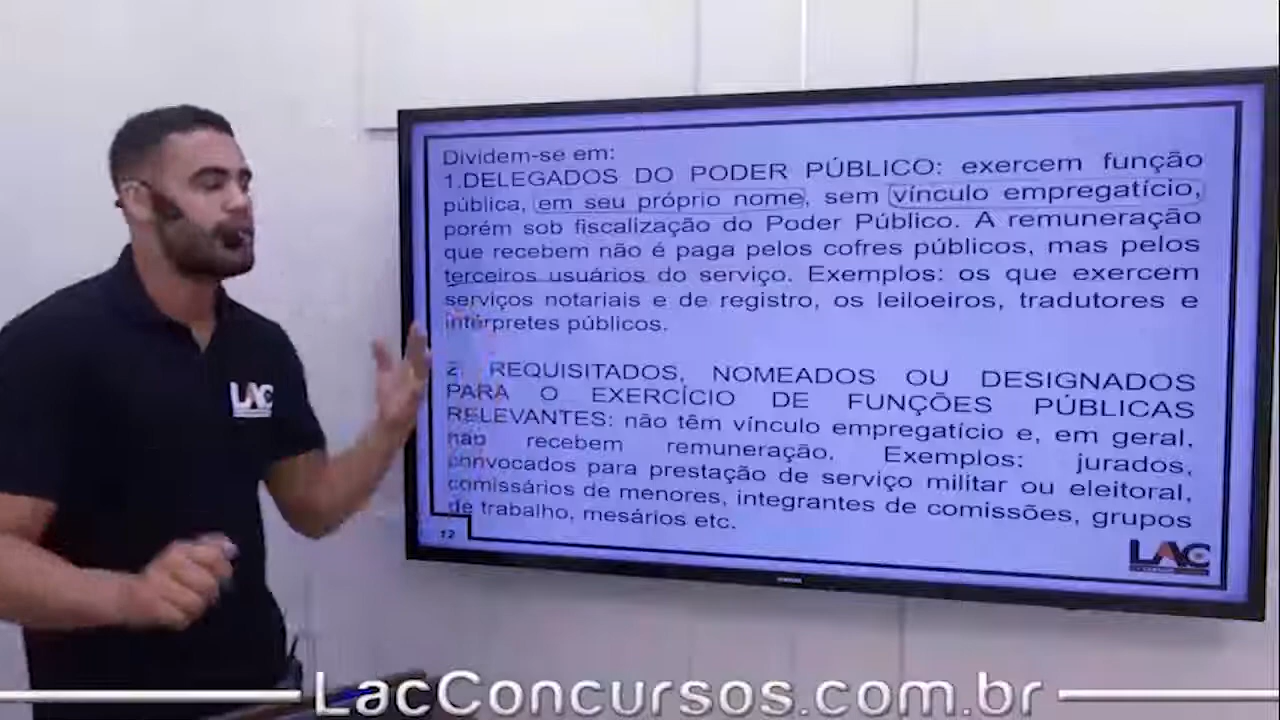 Dividem-se em:
1.DELEGADOS DO PODER PÚBLICO: exercem função
pública, em seu próprio nome, sem vínculo empregatício,
porém sob fiscalização do Poder Público. A remuneração
que recebem não é paga pelos cofres públicos, mas pelos
terceiros usuários do serviço. Exemplos: os que exercem
serviços notariais e de registro, os leiloeiros, tradutores e
intérpretes públicos.
2. REQUISITADOS, NOMEADOS OU DESIGNADOS
PARA O EXERCÍCIO DE FUNÇÕES PÚBLICAS
RELEVANTES: não têm vínculo empregatício e, em geral,
não recebem remuneração. Exemplos: jurados,
convocados para prestação de serviço militar ou eleitoral,
comissários de menores, integrantes de comissões, grupos
de trabalho, mesários etc.
12
LAC
LAC
LacConcursos.com.br